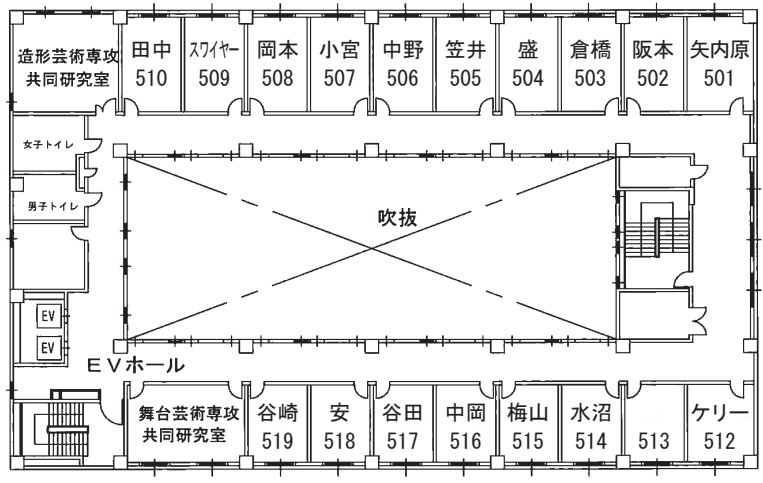 造形芸術専攻
共同研究室
田中
510
スワイヤー
509
岡本
508
小宮
507
中野
506
笠井
505
盛
504
倉橋
503
阪本
502
矢内原
501
女子トイレ
男子トイレ
吹抜
EV
EV
EVホール
舞台芸術専攻
共同研究室
谷崎
519
安
518
谷田
517
中岡
516
梅山
515
水沼
514
513
ケリー
512